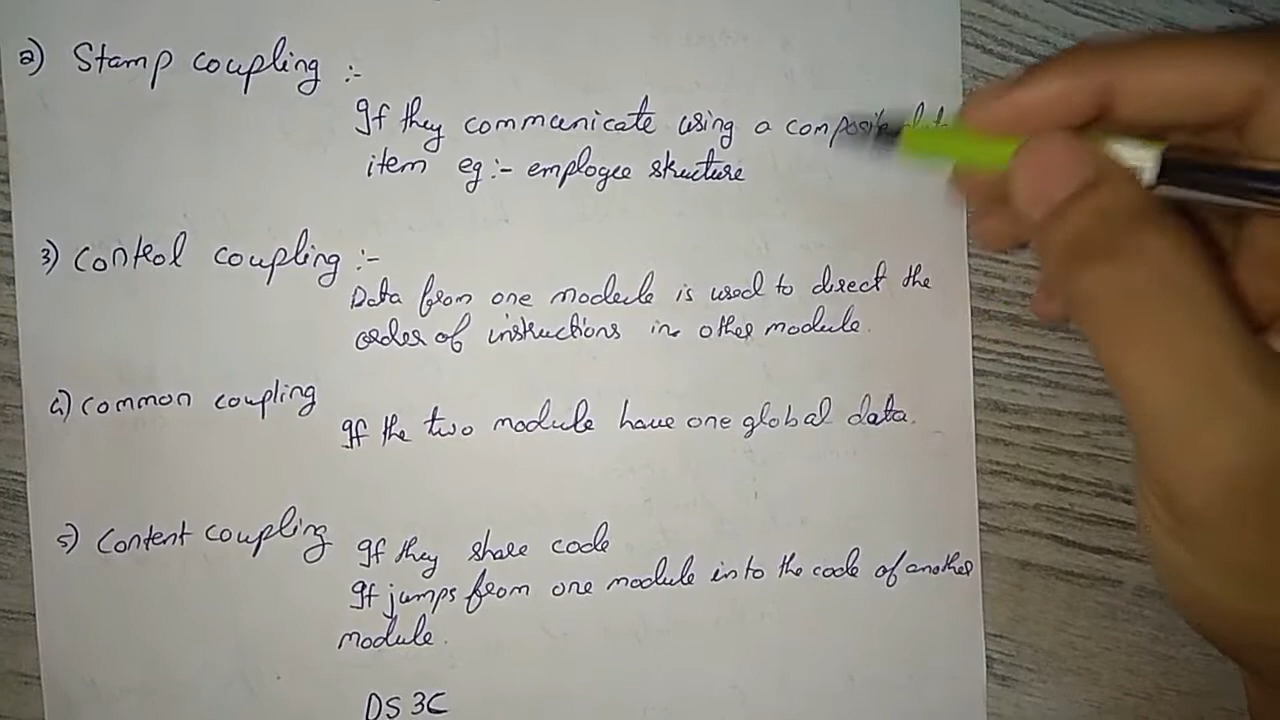 2) Stamp coupling :-
If they communicate using a composite
item eg:- employee structure
3) Control coupling :-
Data from one module is used to direct the
order of instructions in other module.
4) Common coupling
If the two module have one global data.
5) Content coupling
If they share code
If jumps from one module into the code of another
module.
DS 3C